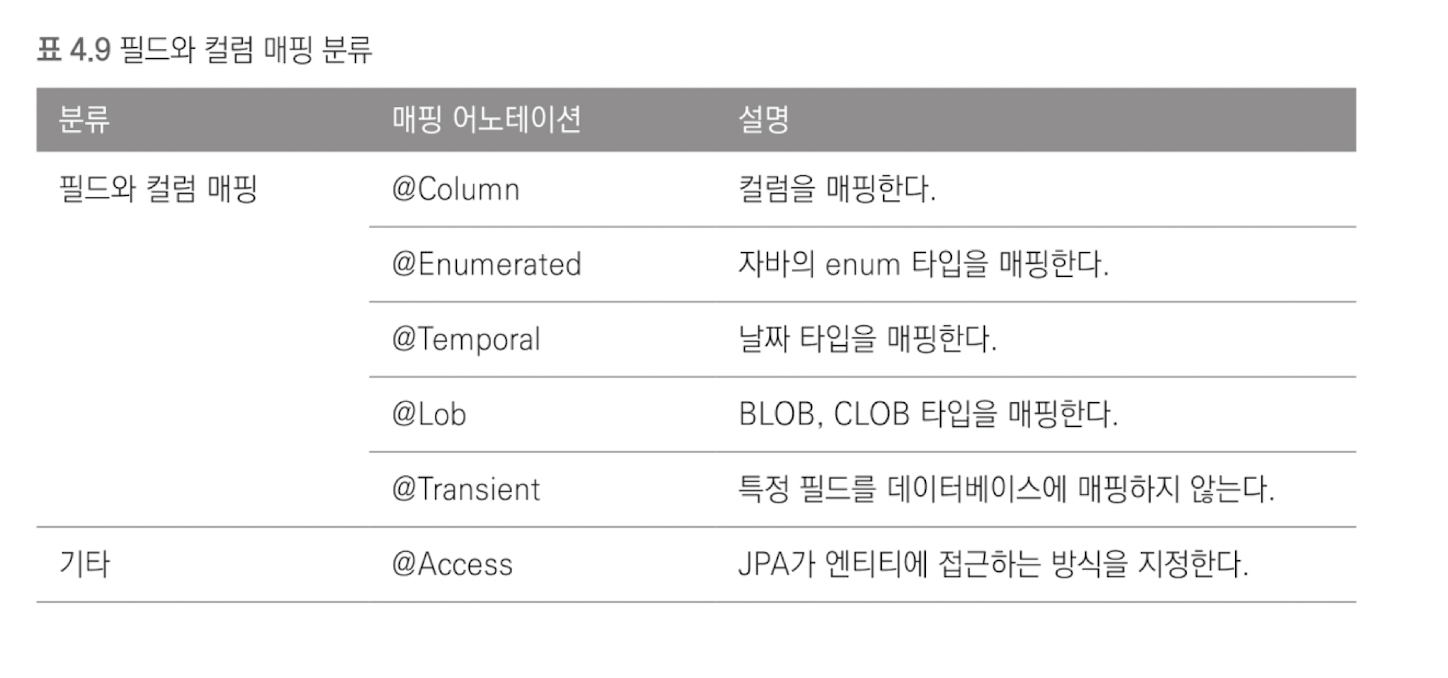 표 4.9 필드와 컬럼 매핑 분류
분류 매핑 어노테이션 설명
필드와 컬럼 매핑 @Column 컬럼을 매핑한다.
@Enumerated 자바의 enum 타입을 매핑한다.
@Temporal 날짜 타입을 매핑한다.
@Lob BLOB, CLOB 타입을 매핑한다.
@Transient 특정 필드를 데이터베이스에 매핑하지 않는다.
기타 @Access JPA가 엔티티에 접근하는 방식을 지정한다.